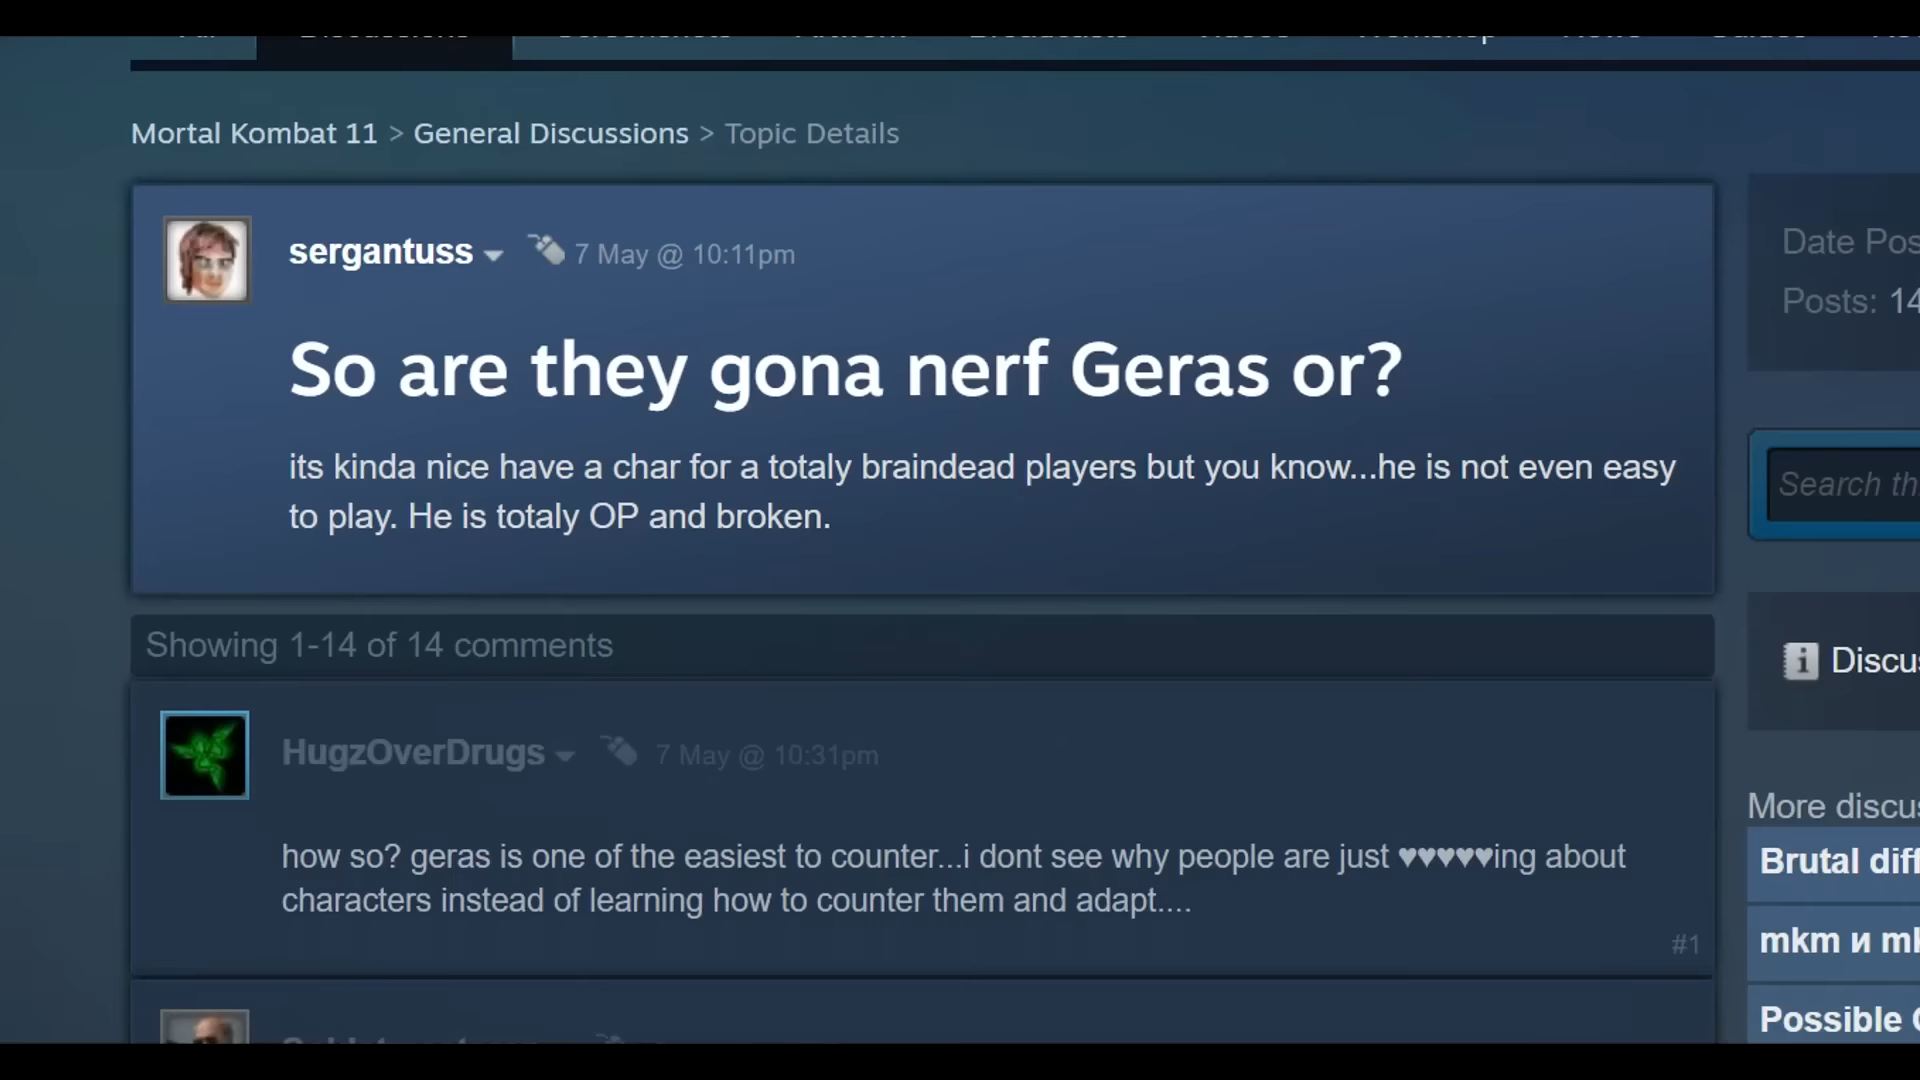 Mortal Kombat 11 > General Discussions > Topic Details
sergantuss 7 May @ 10:11pm
So are they gona nerf Geras or?
its kinda nice have a char for a totaly braindead players but you know...he is not even easy
to play. He is totaly OP and broken.
Showing 1-14 of 14 comments
HugzOverDrugs 7 May @ 10:31pm
how so? geras is one of the easiest to counter...i dont see why people are just ♥♥♥♥♥ing about
characters instead of learning how to counter them and adapt....
#1
Date Pos
Posts: 14
Search th
Discus
More discus
Brutal diff
mkm и mk
Possible